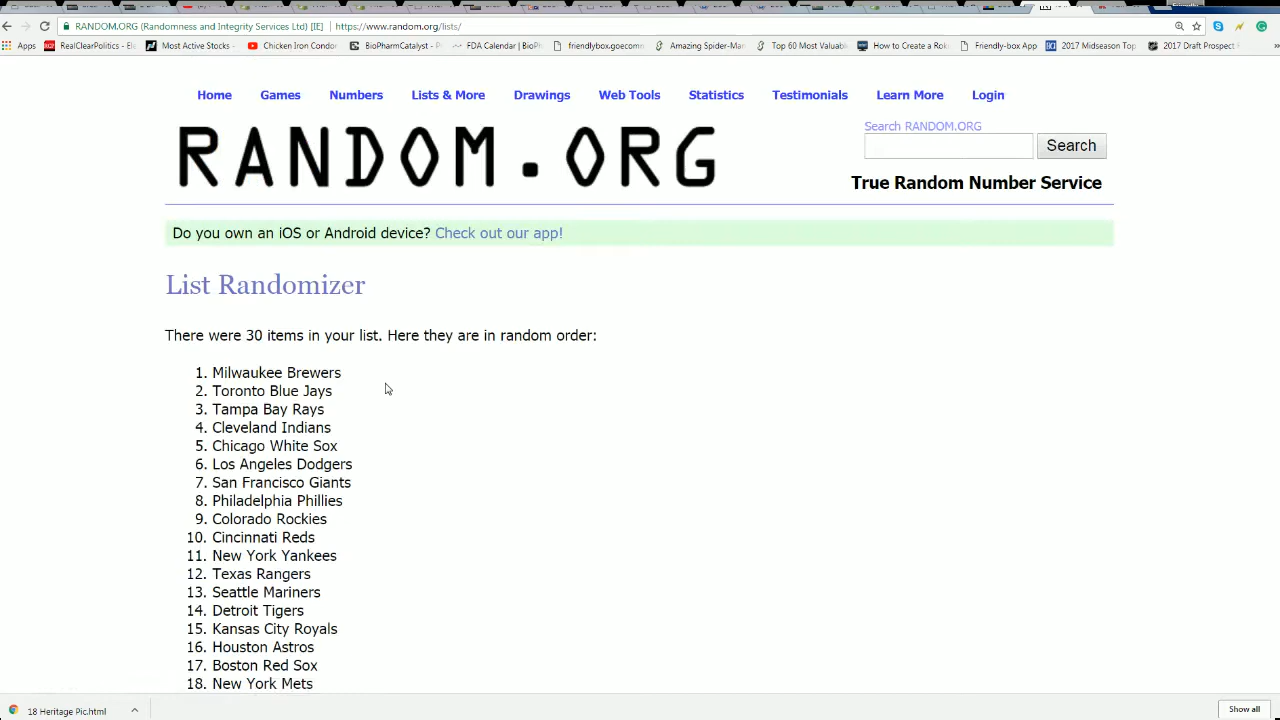 RANDOM.ORG (Randomness and Integrity Services Ltd) [IE] https://www.random.org/lists/
Apps RealClearPolitics - Ele Most Active Stocks - Chicken Iron Condor BioPharmCatalyst - P FDA Calendar | BioPh friendlybox.goecomm Amazing Spider-Man Top 60 Most Valuable How to Create a Rok Friendly-box App 2017 Midseason Top 2017 Draft Prospect
Home Games Numbers Lists & More Drawings Web Tools Statistics Testimonials Learn More Login
RANDOM.ORG
Search RANDOM.ORG
Search
True Random Number Service
Do you own an iOS or Android device? Check out our app!
List Randomizer
There were 30 items in your list. Here they are in random order:
1. Milwaukee Brewers
2. Toronto Blue Jays
3. Tampa Bay Rays
4. Cleveland Indians
5. Chicago White Sox
6. Los Angeles Dodgers
7. San Francisco Giants
8. Philadelphia Phillies
9. Colorado Rockies
10. Cincinnati Reds
11. New York Yankees
12. Texas Rangers
13. Seattle Mariners
14. Detroit Tigers
15. Kansas City Royals
16. Houston Astros
17. Boston Red Sox
18. New York Mets
18 Heritage Pic.html Show all